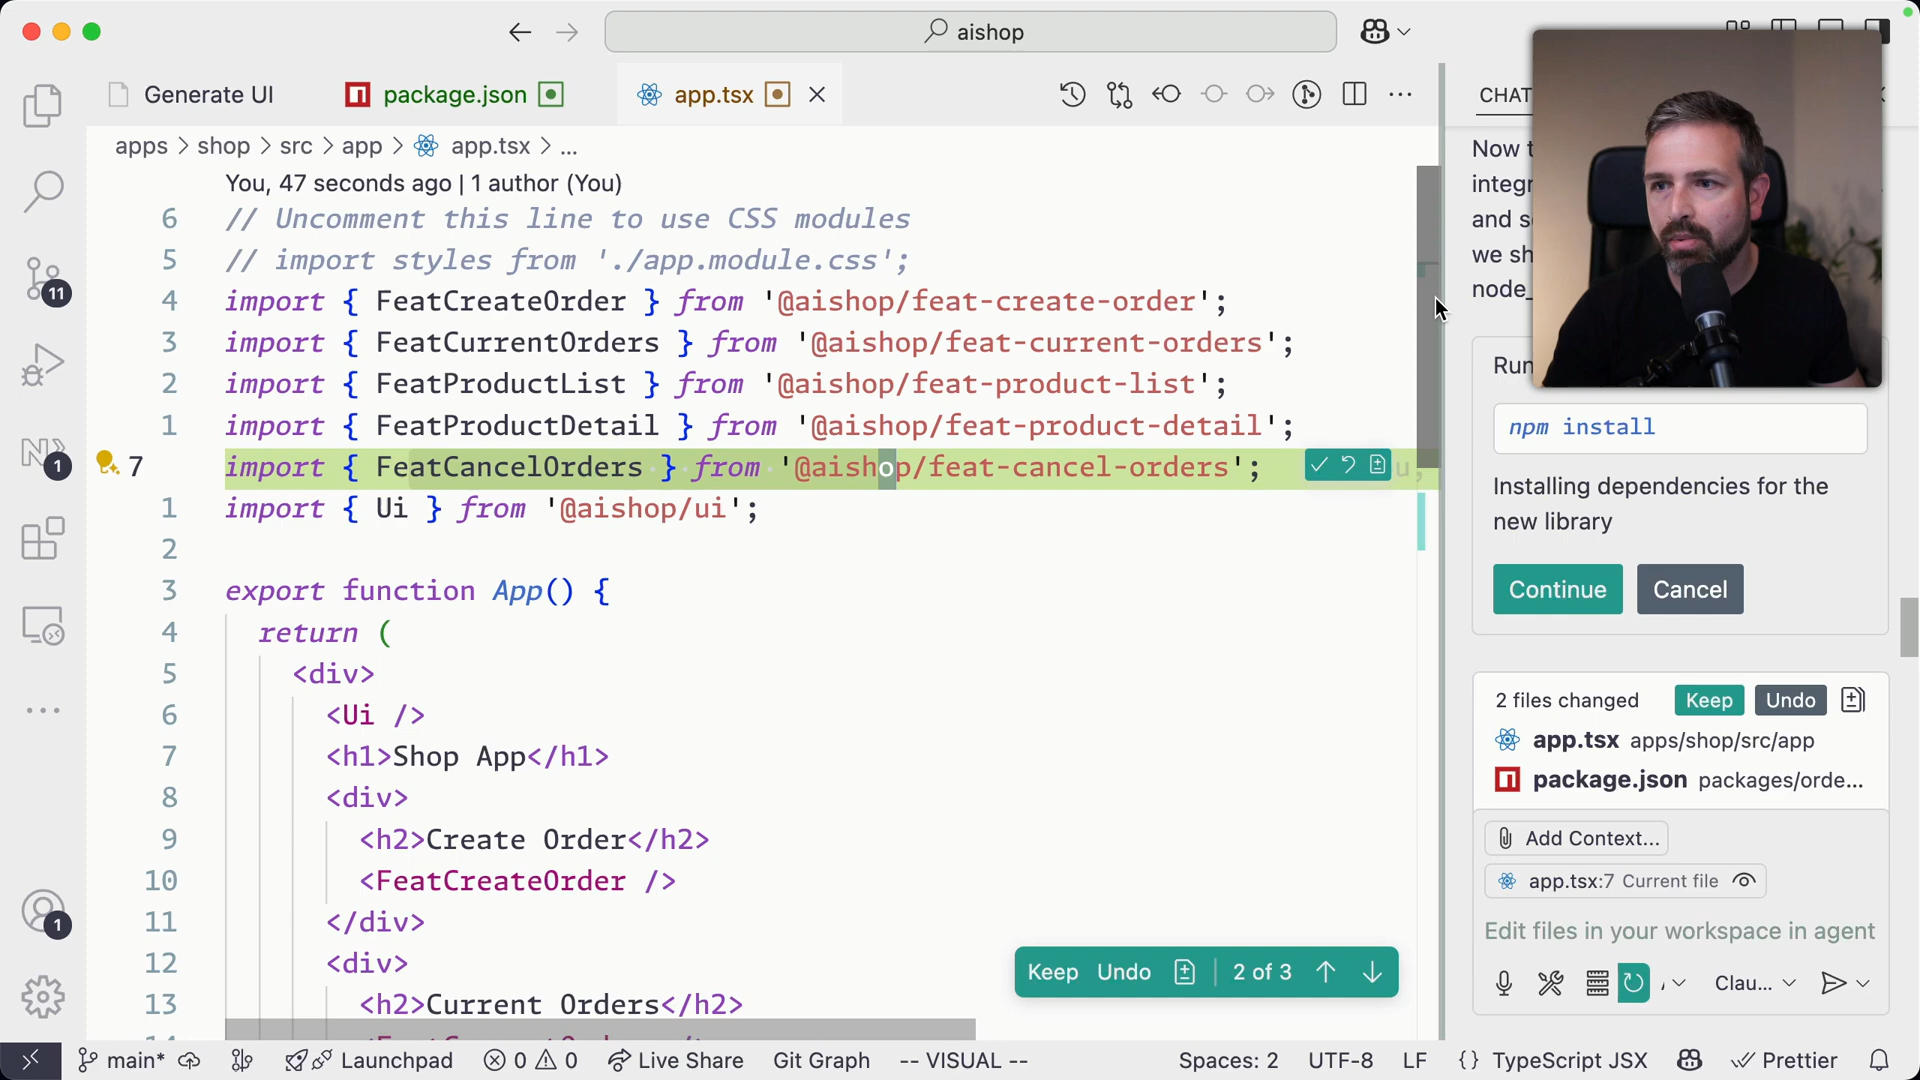 aishop
Generate UI
package.json
app.tsx
CHAT
apps > shop > src > app > app.tsx > ...
You, 47 seconds ago | 1 author (You)
6 // Uncomment this line to use CSS modules
5 // import styles from './app.module.css';
4 import { FeatCreateOrder } from '@aishop/feat-create-order';
3 import { FeatCurrentOrders } from '@aishop/feat-current-orders';
2 import { FeatProductList } from '@aishop/feat-product-list';
1 import { FeatProductDetail } from '@aishop/feat-product-detail';
7 import { FeatCancelOrders } from '@aishop/feat-cancel-orders';
1 import { Ui } from '@aishop/ui';
2
3 export function App() {
4 return (
5 <div>
6 <Ui />
7 <h1>Shop App</h1>
8 <div>
9 <h2>Create Order</h2>
10 <FeatCreateOrder />
11 </div>
12 <div>
13 <h2>Current Orders</h2>
Keep Undo 2 of 3
11
1
1
Now
and
we
node_
npm install
Installing dependencies for the
new library
Continue Cancel
2 files changed Keep Undo
app.tsx apps/shop/src/app
package.json packages/orde...
Add Context...
app.tsx:7 Current file
Edit files in your workspace in agent
Clau...
main* Launchpad 0 0 Live Share Git Graph -- VISUAL -- Spaces: 2 UTF-8 LF {} TypeScript JSX Prettier